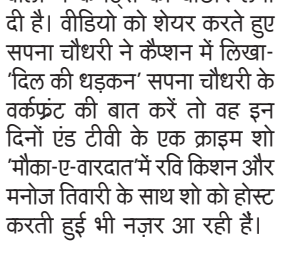 दी है। वीडियो को शेयर करते हुए
सपना चौधरी ने कैप्शन में लिखा-
'दिल की धड़कन' सपना चौधरी के
वर्कफ्रंट की बात करें तो वह इन
दिनों एंड टीवी के एक क्राइम शो
'मौका-ए-वारदात'में रवि किशन और
मनोज तिवारी के साथ शो को होस्ट
करती हुई भी नज़र आ रही हैं।